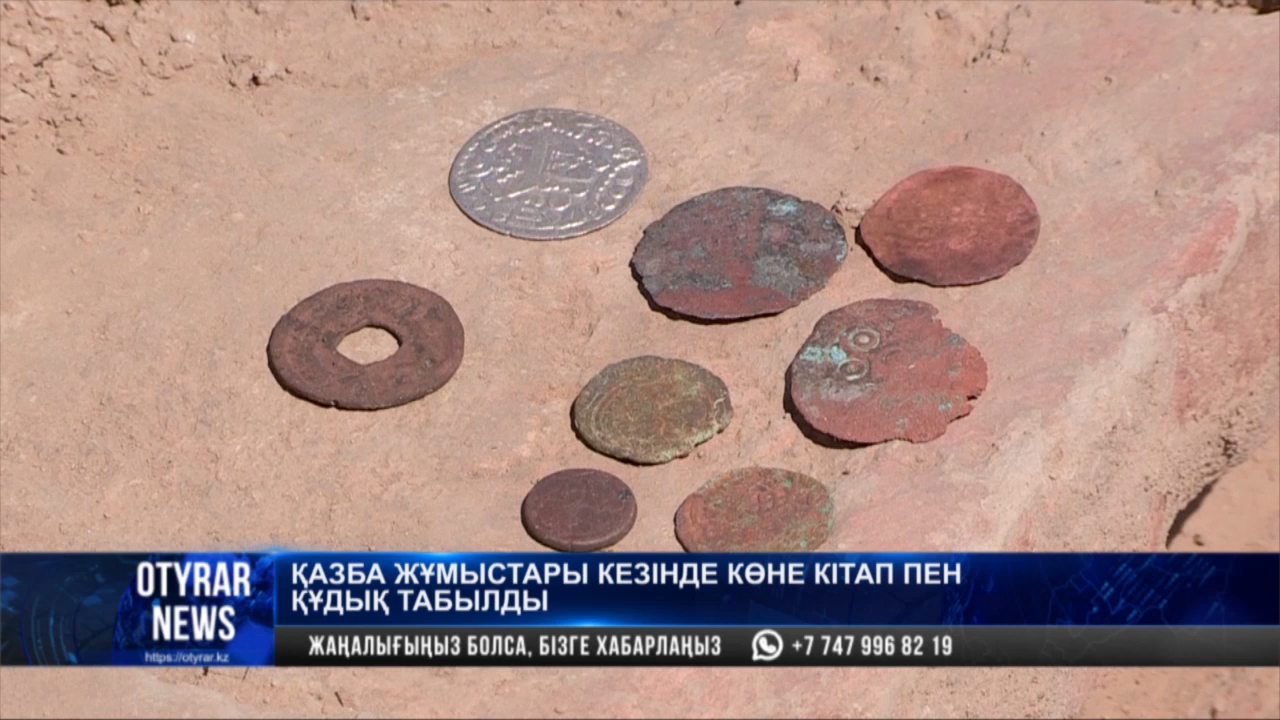 OTYRAR
NEWS
https://otyrar.kz
ҚАЗБА ЖҰМЫСТАРЫ КЕЗІНДЕ КӨНЕ КІТАП ПЕН
ҚҰДЫҚ ТАБЫЛДЫ
ЖАҢАЛЫҒЫҢЫЗ БОЛСА, БІЗГЕ ХАБАРЛАҢЫЗ +7 747 996 82 19